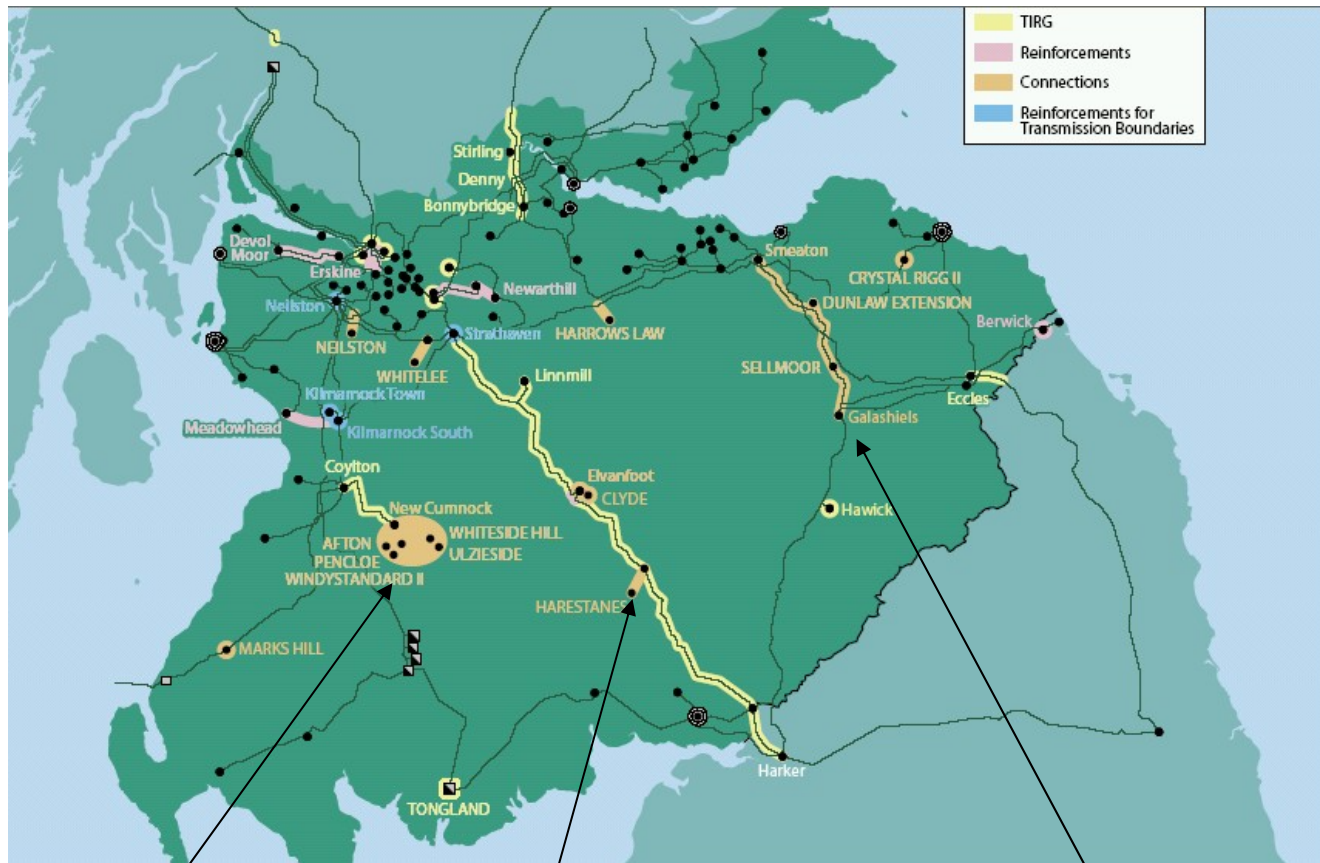 TIRG
Reinforcements
Connections
Reinforcements for
Transmission Boundaries
Stirling
Denny
Bonnybridge
Devol
Moor
Erskine
Smeaton
CRYSTAL RIGG II
Neilston
Newarthill
DUNLAW EXTENSION
Berwick
Strathaven
HARROWS LAW
NEILSTON
WHITELEE
SELLMOOR
Linnmill
Eccles
Kilmarnock Town
Galashiels
Meadowhead
Kilmarnock South
Coylton
Elvanfoot
CLYDE
New Cumnock
Hawick
WHITESIDE HILL
AFTON
ULZIESIDE
PENCLOE
WINDYSTANDARD II
HARESTANES
MARKS HILL
Harker
TONGLAND